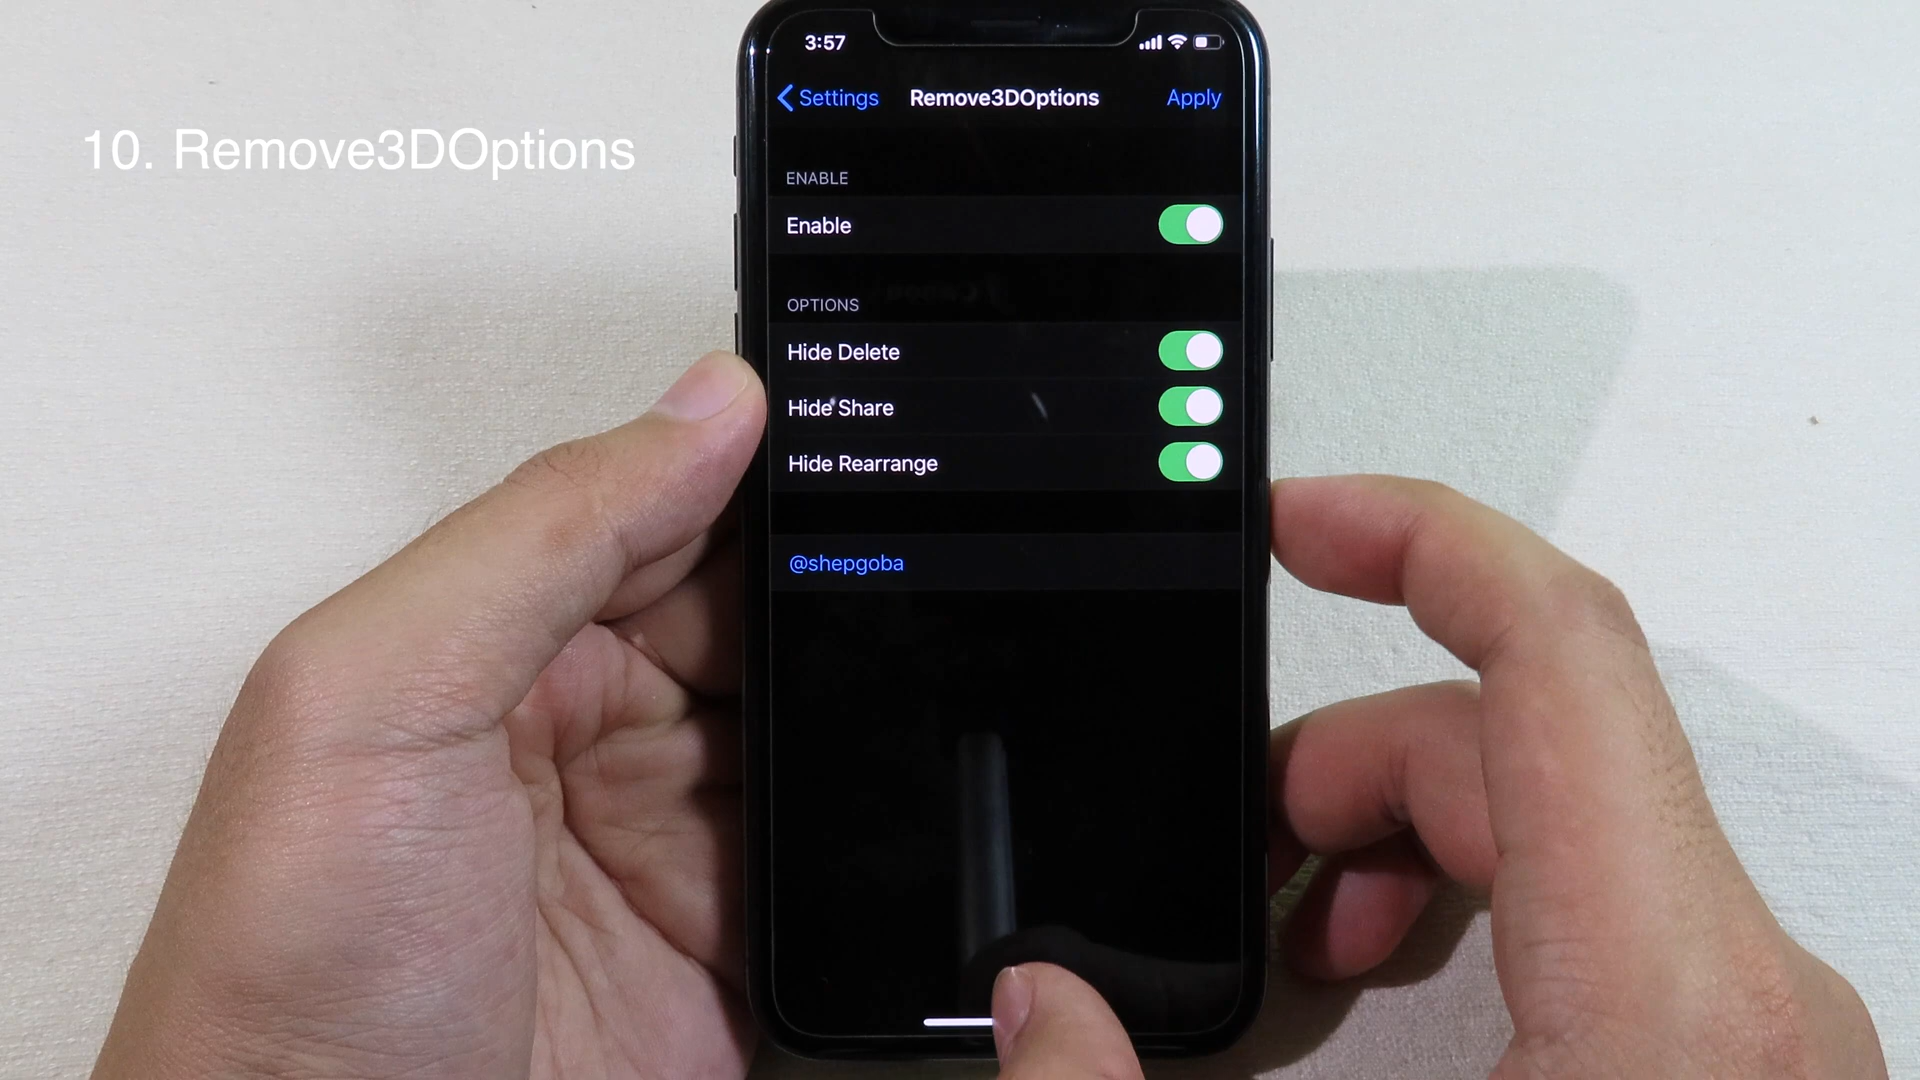 3:57
Settings Remove3DOptions Apply
10. Remove3DOptions
ENABLE
Enable
OPTIONS
Hide Delete
Hide Share
Hide Rearrange
@shepgoba